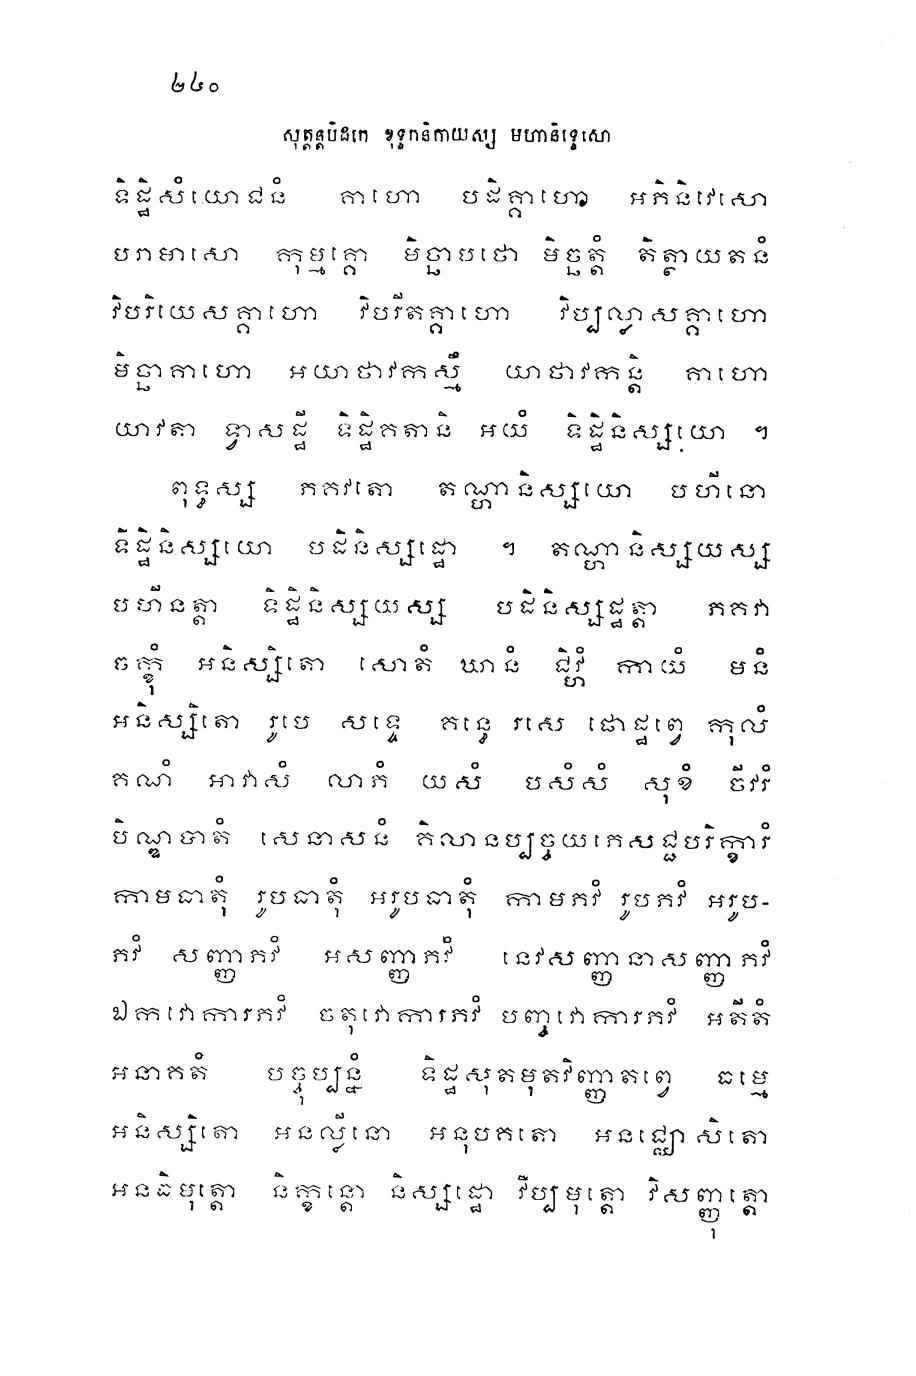 ២៤០
សុត្តន្តបិដកេ ខុទ្ទកនិកាយស្ស មហានិទ្ទេសោ
ទិដ្ឋិសំយោជនំ គាហោ បដិគ្គាហោ អភិនិវេសោ
បរាមាសោ កុម្មគ្គោ មិច្ឆាបថោ មិច្ឆត្តំ តិត្ថាយតនំ
វិបរិយេសគ្គាហោ វិបរីតគ្គាហោ វិប្បល្លាសគ្គាហោ
មិច្ឆាគាហោ អយាថាវកស្មឹ យាថាវកន្តិ គាហោ
យាវតា ទ្វាសដ្ឋី ទិដ្ឋិគតានិ អយំ ទិដ្ឋិនិស្សយោ ។
ពុទ្ធស្ស ភគវតោ តណ្ហានិស្សយោ បហីនោ
ទិដ្ឋិនិស្សយោ បដិនិស្សដ្ឋោ ។ តណ្ហានិស្សយស្ស
បហីនត្តា ទិដ្ឋិនិស្សយស្ស បដិនិស្សដ្ឋត្តា ភគវា
ចក្ខុំ អនិស្សិតោ សោតំ ឃានំ ជិវ្ហំ កាយំ មនំ
អនិស្សិតោ រូបេ សទ្ទេ គន្ធេ រសេ ផោដ្ឋព្វេ កុលំ
គណំ អាវាសំ លាភំ យសំ បសំសំ សុខំ ចីវរំ
បិណ្ឌបាតំ សេនាសនំ គិលានប្បច្ចយភេសជ្ជបរិក្ខារំ
កាមធាតុំ រូបធាតុំ អរូបធាតុំ កាមភវំ រូបភវំ អរូប-
ភវំ សញ្ញាភវំ អសញ្ញាភវំ នេវសញ្ញានាសញ្ញាភវំ
ឯកវោការភវំ ចតុវោការភវំ បញ្ចវោការភវំ អតីតំ
អនាគតំ បច្ចុប្បន្នំ ទិដ្ឋសុតមុតវិញ្ញាតព្វេ ធម្មេ
អនិស្សិតោ អនល្លីនោ អនុបគតោ អនជ្ឈោសិតោ
អនធិមុត្តោ និក្ខន្តោ និស្សដ្ឋោ វិប្បមុត្តោ វិសញ្ញុត្តោ